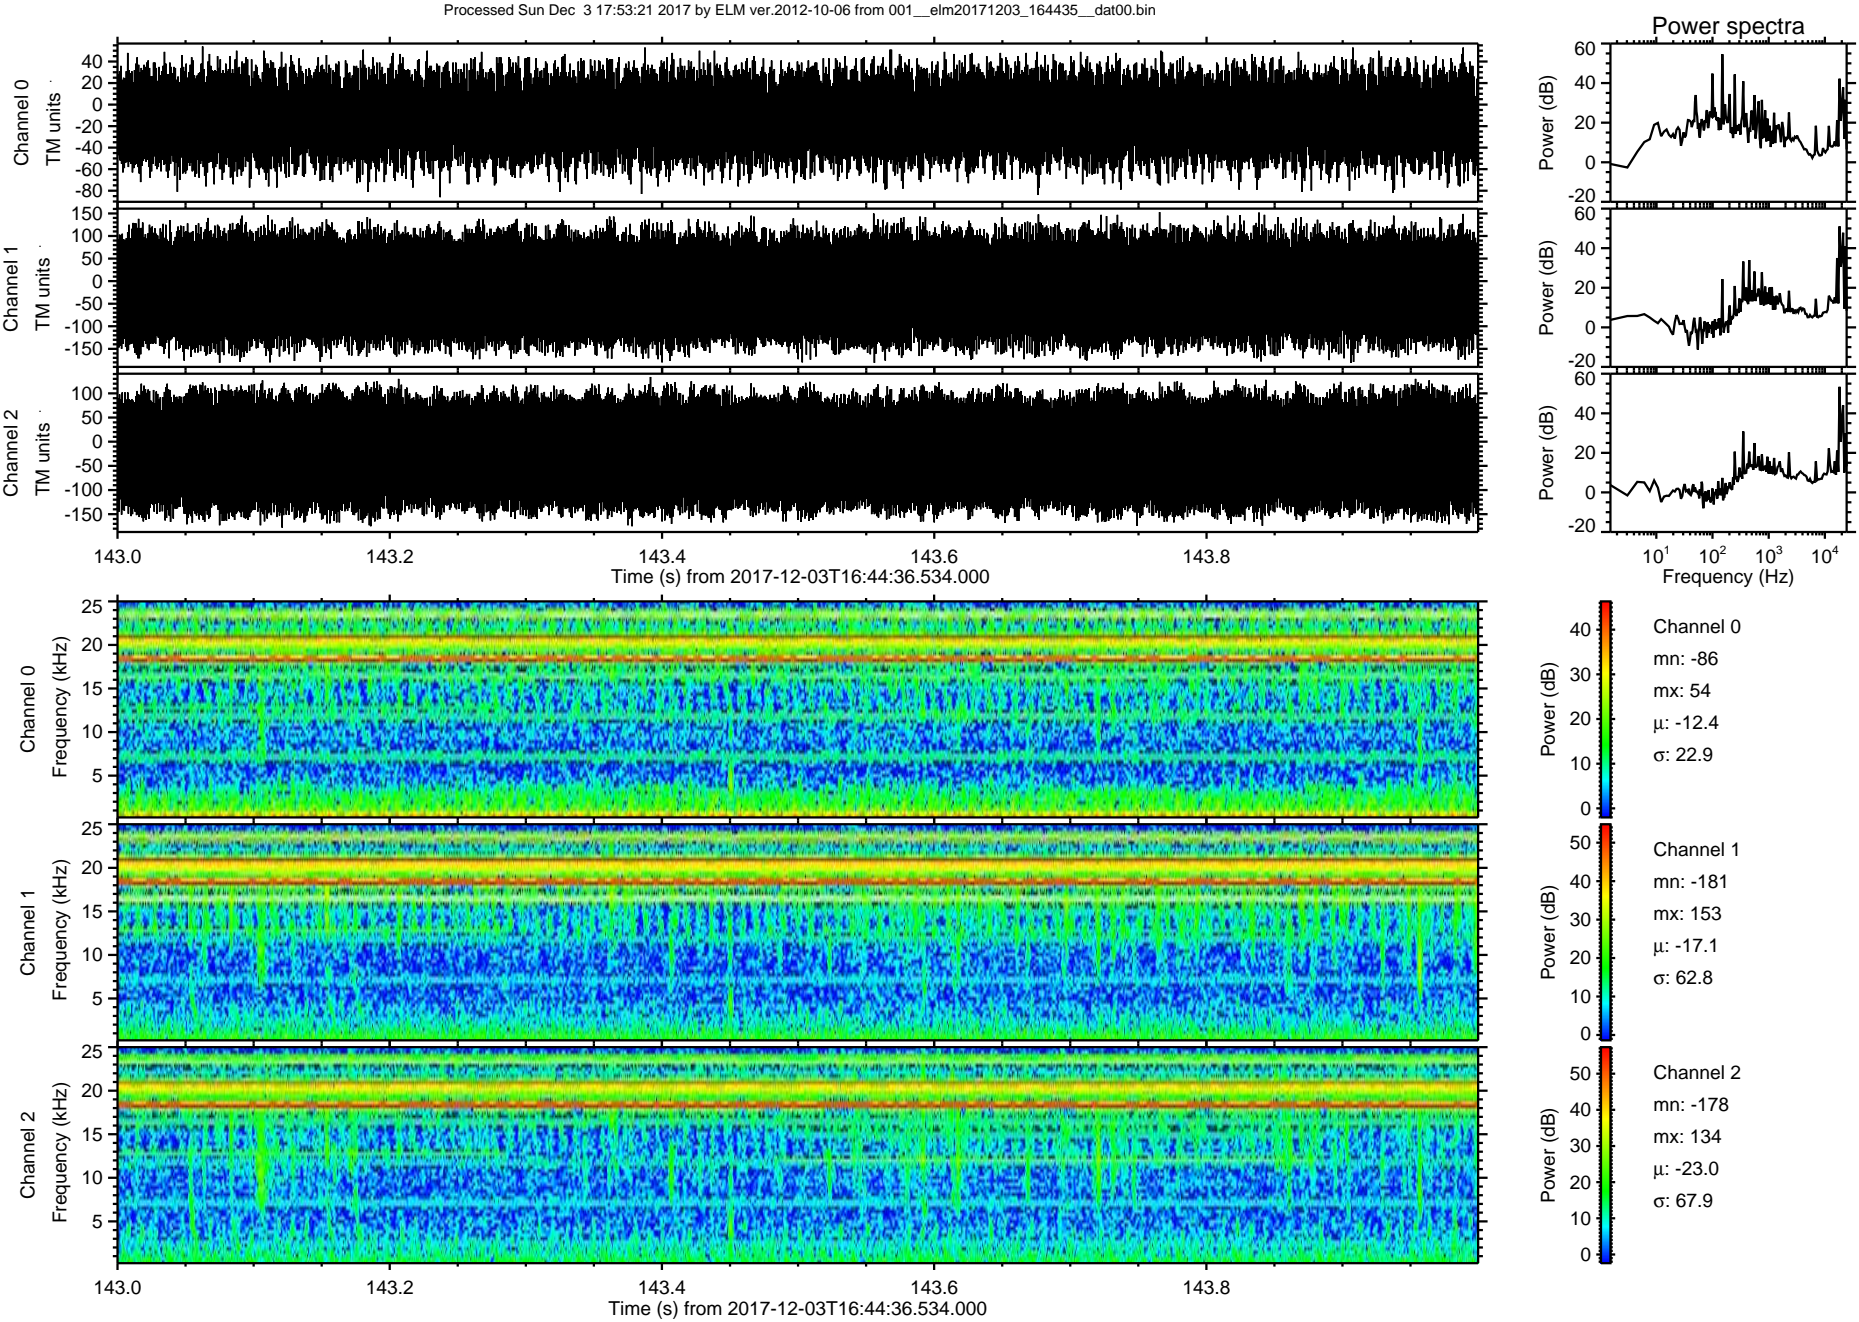 Processed Sun Dec  3 17:53:21 2017 by ELM ver.2012-10-06 from 001__elm20171203_164435__dat00.bin
Power spectra
Channel 0
TM units
40
20
0
-20
-40
-60
-80
Power (dB)
60
40
20
0
-20
Channel 1
TM units
150
100
50
0
-50
-100
-150
Power (dB)
60
40
20
0
-20
Channel 2
TM units
100
50
0
-50
-100
-150
Power (dB)
60
40
20
0
-20
143.0 143.2 143.4 143.6 143.8
Time (s) from 2017-12-03T16:44:36.534.000
10^1 10^2 10^3 10^4
Frequency (Hz)
Channel 0
Frequency (kHz)
25
20
15
10
5
Power (dB)
40
30
20
10
0
Channel 0
mn: -86
mx: 54
μ: -12.4
σ: 22.9
Channel 1
Frequency (kHz)
25
20
15
10
5
Power (dB)
50
40
30
20
10
0
Channel 1
mn: -181
mx: 153
μ: -17.1
σ: 62.8
Channel 2
Frequency (kHz)
25
20
15
10
5
Power (dB)
50
40
30
20
10
0
Channel 2
mn: -178
mx: 134
μ: -23.0
σ: 67.9
143.0 143.2 143.4 143.6 143.8
Time (s) from 2017-12-03T16:44:36.534.000